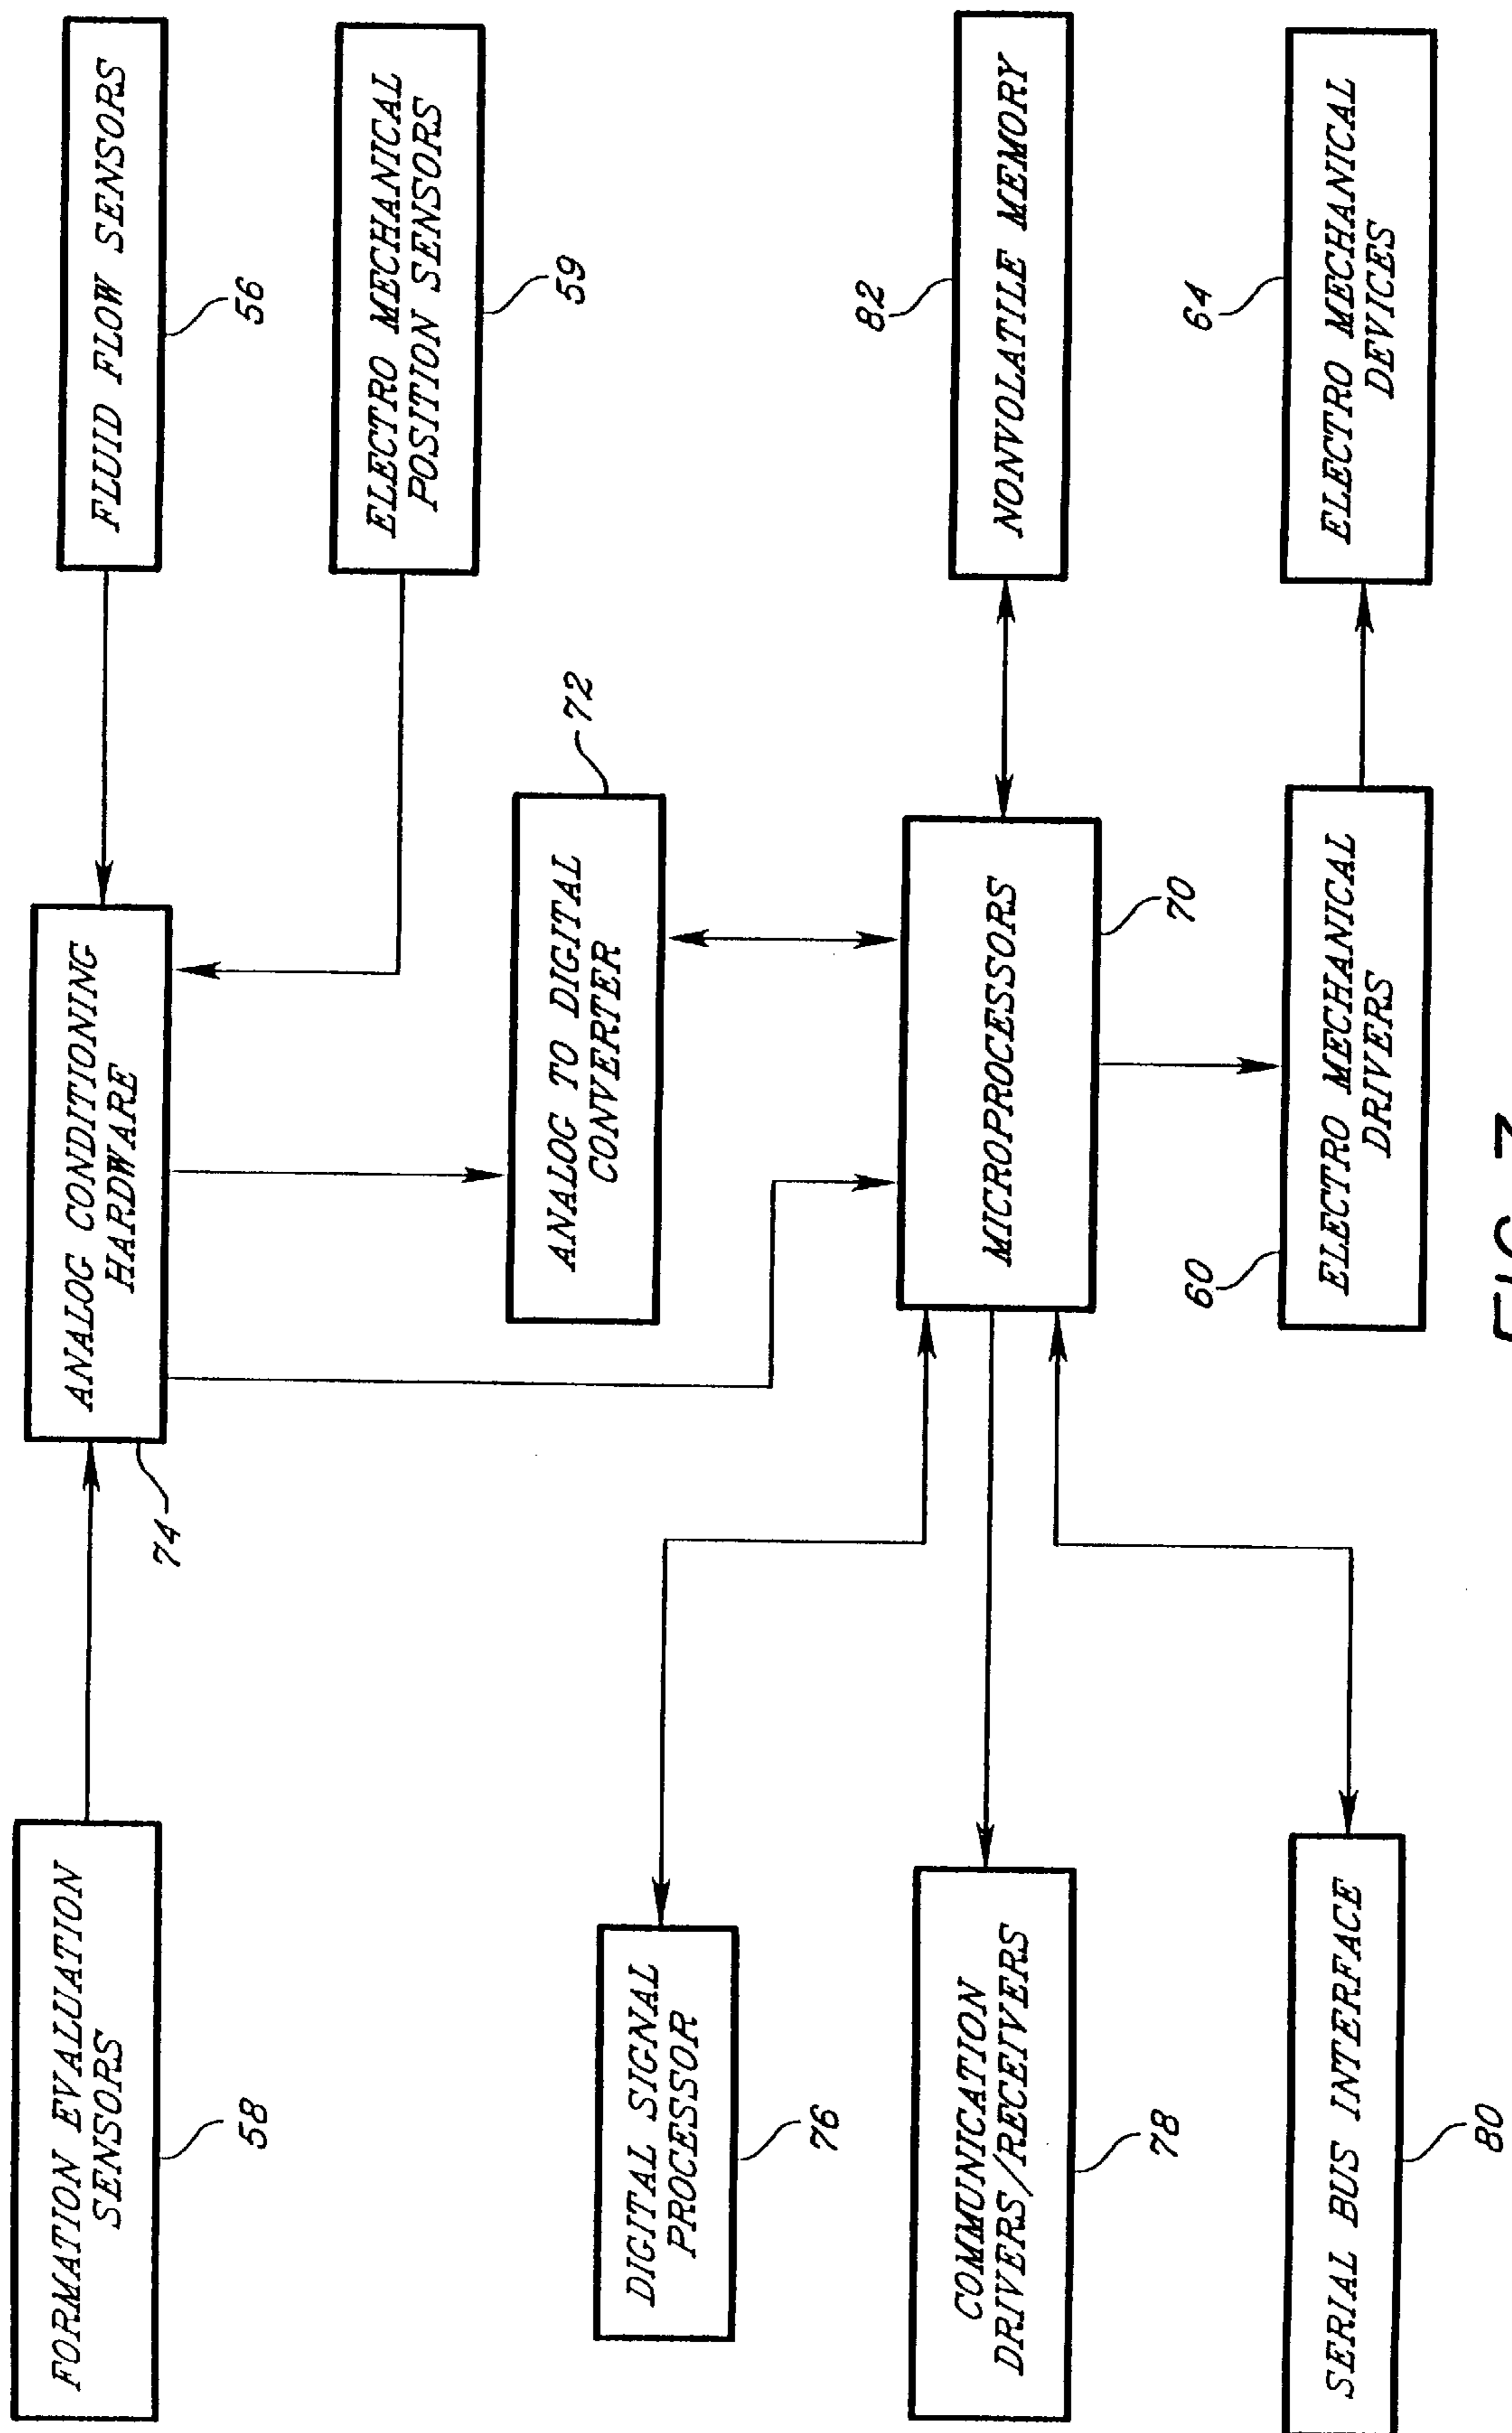 FORMATION EVALUATION
SENSORS
58
ANALOG CONDITIONING
HARDWARE
74
FLUID FLOW SENSORS
56
ELECTRO MECHANICAL
POSITION SENSORS
59
ANALOG TO DIGITAL
CONVERTER
72
DIGITAL SIGNAL
PROCESSOR
76
COMMUNICATION
DRIVERS/RECEIVERS
78
MICROPROCESSORS
70
NONVOLATILE MEMORY
82
SERIAL BUS INTERFACE
80
ELECTRO MECHANICAL
DRIVERS
60
ELECTRO MECHANICAL
DEVICES
64